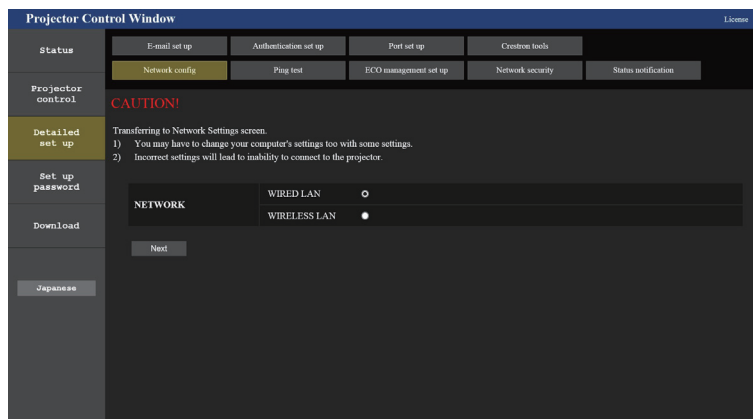 Projector Control Window
License
Status
Projector
control
Detailed
set up
Set up
password
Download
Japanese
E-mail set up
Authentication set up
Port set up
Crestron tools
Network config
Ping test
ECO management set up
Network security
Status notification
CAUTION!
Transferring to Network Settings screen.
1) You may have to change your computer's settings too with some settings.
2) Incorrect settings will lead to inability to connect to the projector.
NETWORK
WIRED LAN
WIRELESS LAN
Next